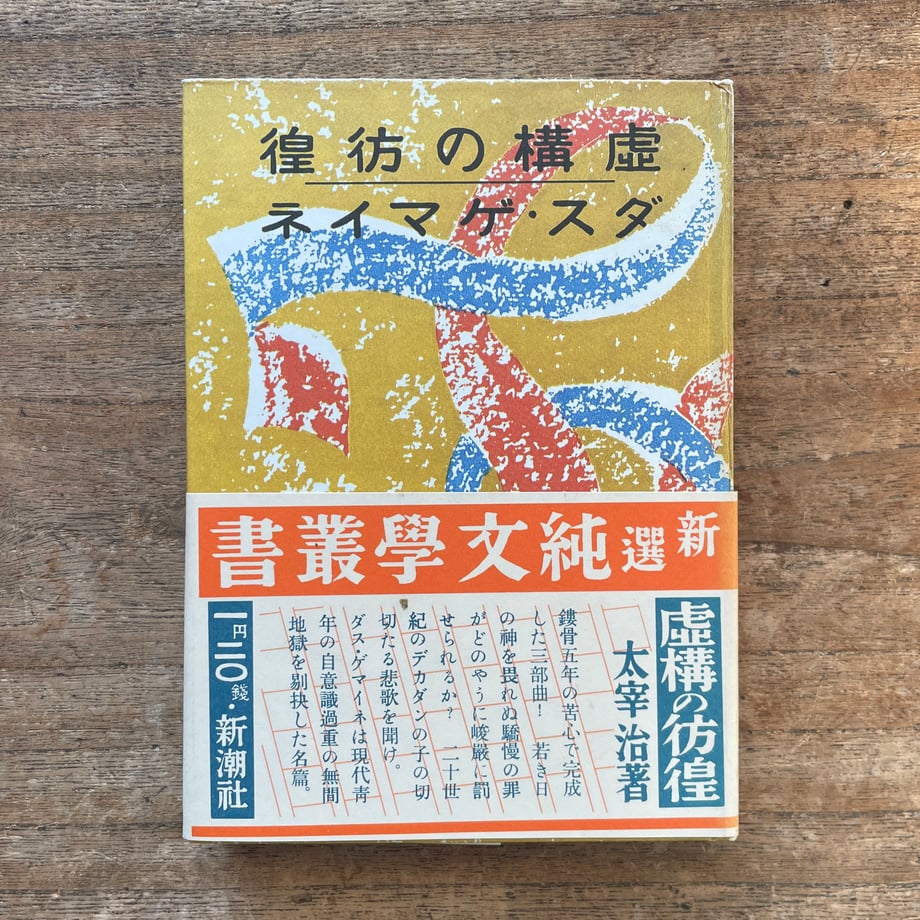 虛構の彷徨
ダス・ゲマイネ
新選純文學叢書
虛構の彷徨
太宰治著
鏤骨五年の苦心で完成
した三部曲！　若き日
の神を畏れぬ驕慢の罪
がどのやうに峻嚴に罰
せられるか？　二十世
紀のデカダンの子の切
切たる悲歌を聞け。
ダス・ゲマイネは現代靑
年の自意識過重の無間
地獄を剔抉した名篇。
一円二〇錢・新潮社